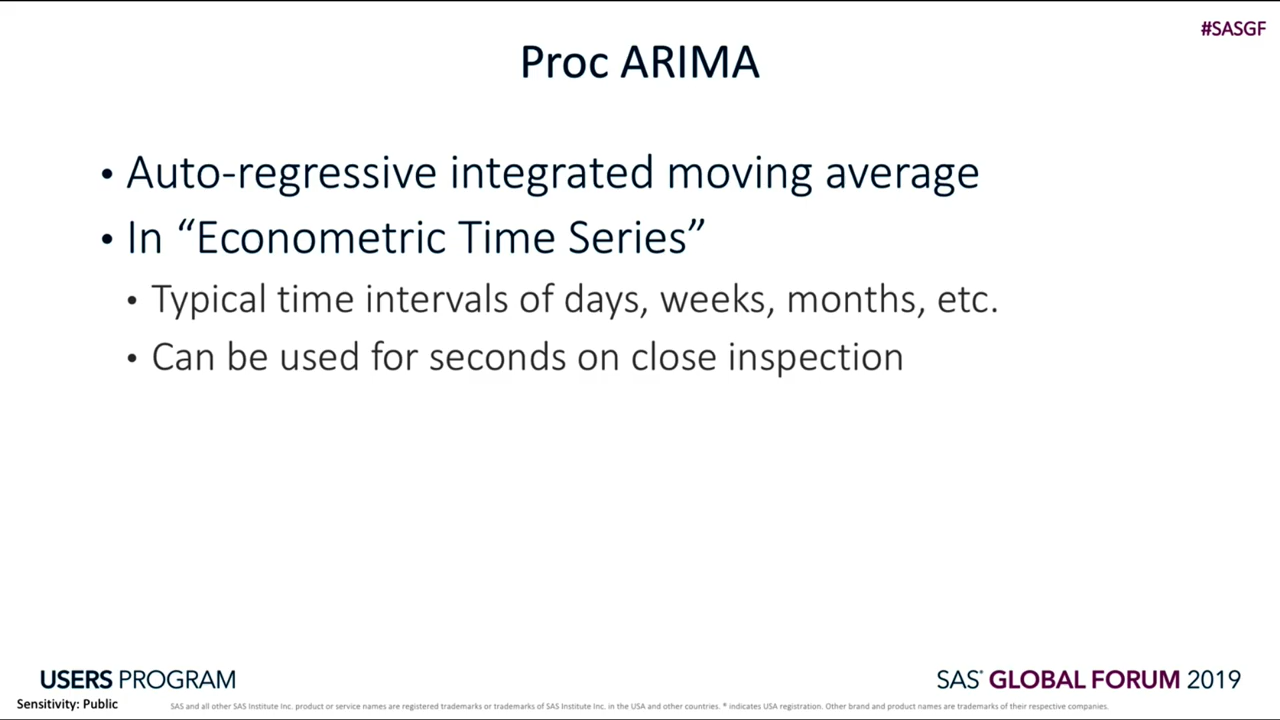 #SASGF
Proc ARIMA
• Auto-regressive integrated moving average
• In “Econometric Time Series”
• Typical time intervals of days, weeks, months, etc.
• Can be used for seconds on close inspection
USERS PROGRAM
SAS® GLOBAL FORUM 2019
Sensitivity: Public
SAS and all other SAS Institute Inc. product or service names are registered trademarks or trademarks of SAS Institute Inc. in the USA and other countries. ® indicates USA registration. Other brand and product names are trademarks of their respective companies.